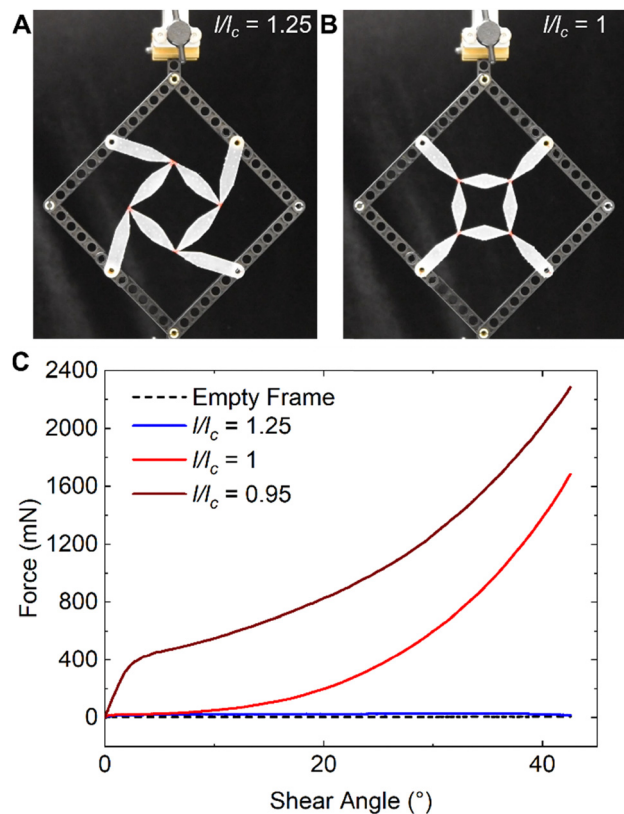 A
l/lc = 1.25
B
l/lc = 1
C
2400
2000
1600
1200
800
400
0
Force (mN)
Empty Frame
l/lc = 1.25
l/lc = 1
l/lc = 0.95
0
20
40
Shear Angle (°)